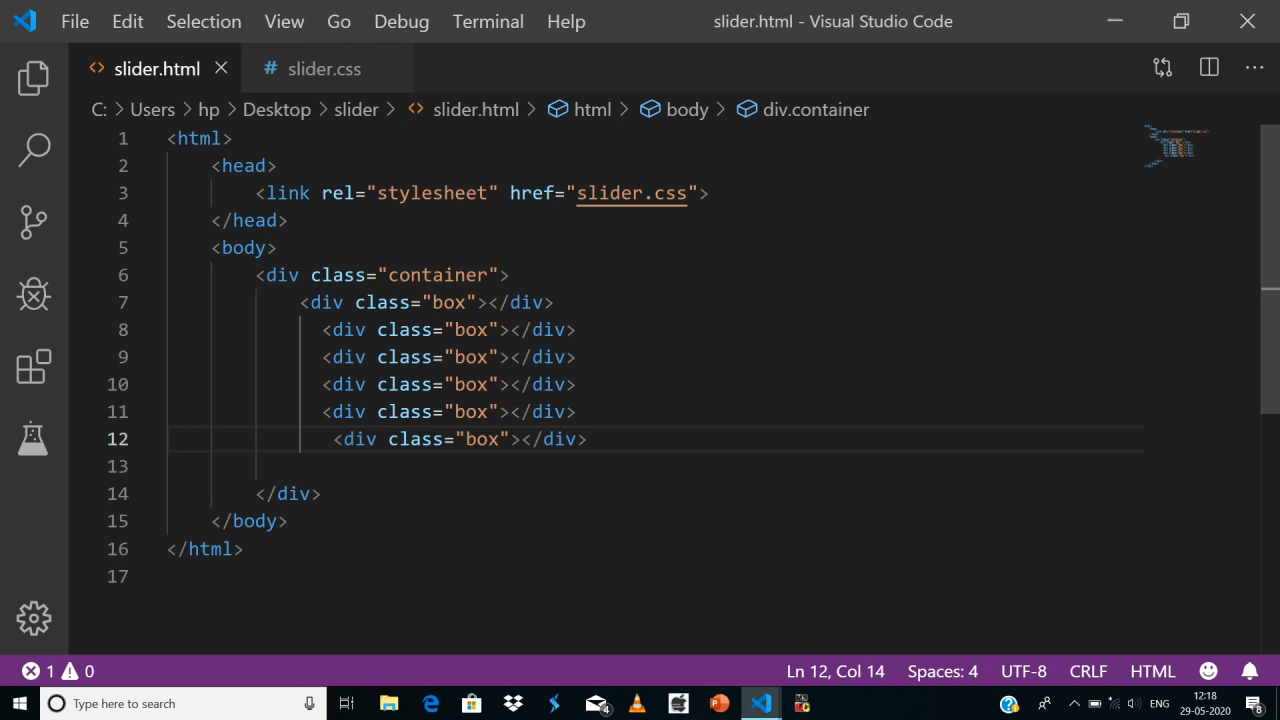 File Edit Selection View Go Debug Terminal Help slider.html - Visual Studio Code
slider.html slider.css
C: > Users > hp > Desktop > slider > slider.html > html > body > div.container
1 <html>
2 <head>
3 <link rel="stylesheet" href="slider.css">
4 </head>
5 <body>
6 <div class="container">
7 <div class="box"></div>
8 <div class="box"></div>
9 <div class="box"></div>
10 <div class="box"></div>
11 <div class="box"></div>
12 <div class="box"></div>
13
14 </div>
15 </body>
16 </html>
17
1 0 Ln 12, Col 14 Spaces: 4 UTF-8 CRLF HTML
Type here to search 4 ENG 12:18
29-05-2020 8